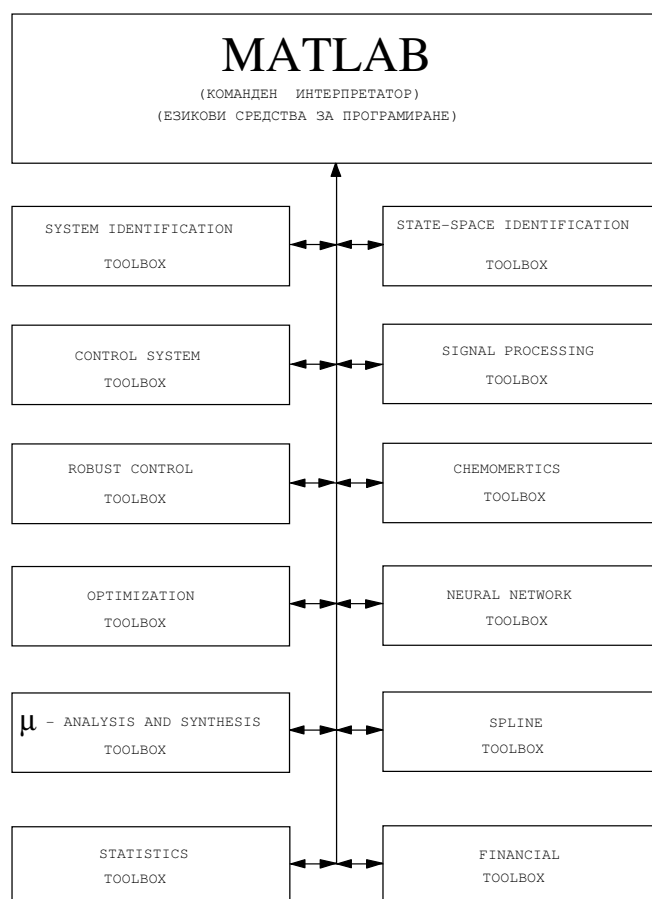 MATLAB
(КОМАНДЕН ИНТЕРПРЕТАТОР)
(ЕЗИКОВИ СРЕДСТВА ЗА ПРОГРАМИРАНЕ)
SYSTEM IDENTIFICATION
TOOLBOX
STATE-SPACE IDENTIFICATION
TOOLBOX
CONTROL SYSTEM
TOOLBOX
SIGNAL PROCESSING
TOOLBOX
ROBUST CONTROL
TOOLBOX
CHEMOMERTICS
TOOLBOX
OPTIMIZATION
TOOLBOX
NEURAL NETWORK
TOOLBOX
μ - ANALYSIS AND SYNTHESIS
TOOLBOX
SPLINE
TOOLBOX
STATISTICS
TOOLBOX
FINANCIAL
TOOLBOX